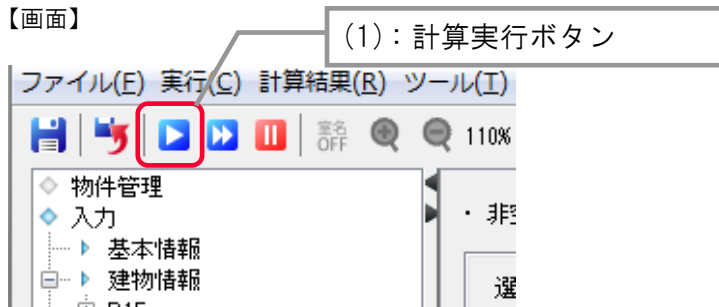 【画面】
(1)：計算実行ボタン
ファイル(F) 実行(C) 計算結果(R) ツール(T)
室名 OFF 110%
物件管理
入力
・ 非
基本情報
建物情報
選